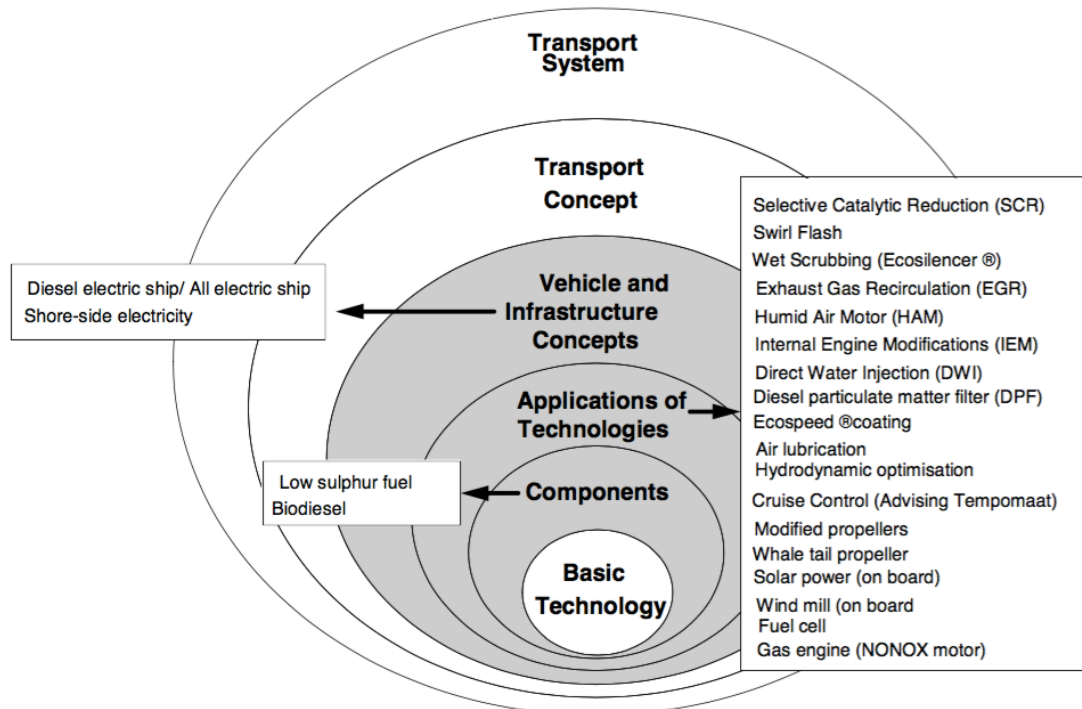 Transport
System
Transport
Concept
Vehicle and
Infrastructure
Concepts
Applications of
Technologies
Components
Basic
Technology
Diesel electric ship/ All electric ship
Shore-side electricity
Low sulphur fuel
Biodiesel
Selective Catalytic Reduction (SCR)
Swirl Flash
Wet Scrubbing (Ecosilencer ®)
Exhaust Gas Recirculation (EGR)
Humid Air Motor (HAM)
Internal Engine Modifications (IEM)
Direct Water Injection (DWI)
Diesel particulate matter filter (DPF)
Ecospeed ®coating
Air lubrication
Hydrodynamic optimisation
Cruise Control (Advising Tempomaat)
Modified propellers
Whale tail propeller
Solar power (on board)
Wind mill (on board
Fuel cell
Gas engine (NONOX motor)